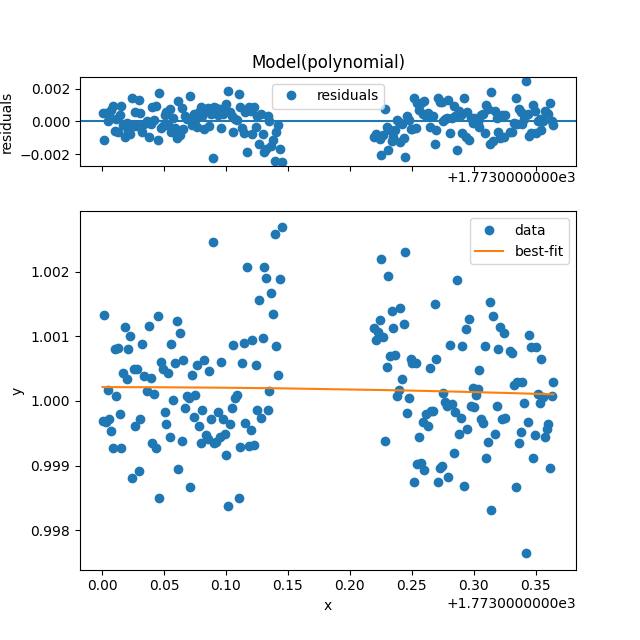 Model(polynomial)
residuals
0.002
0.000
−0.002
residuals
+1.7730000000e3
data
best-fit
y
1.002
1.001
1.000
0.999
0.998
0.00
0.05
0.10
0.15
0.20
0.25
0.30
0.35
x
+1.7730000000e3